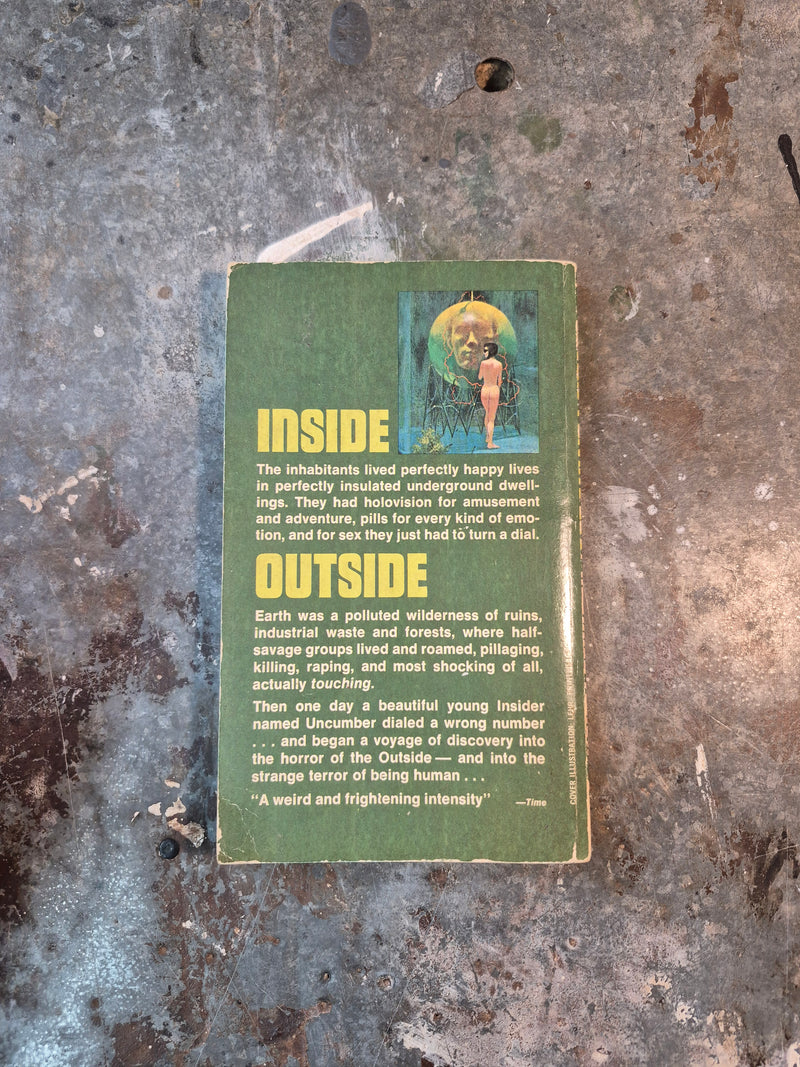 INSIDE
The inhabitants lived perfectly happy lives
in perfectly insulated underground dwell-
ings. They had holovision for amusement
and adventure, pills for every kind of emo-
tion, and for sex they just had to turn a dial.
OUTSIDE
Earth was a polluted wilderness of ruins,
industrial waste and forests, where half-
savage groups lived and roamed, pillaging,
killing, raping, and most shocking of all,
actually touching.
Then one day a beautiful young Insider
named Uncumber dialed a wrong number
. . . and began a voyage of discovery into
the horror of the Outside — and into the
strange terror of being human . . .
“A weird and frightening intensity” —Time
COVER ILLUSTRATION: